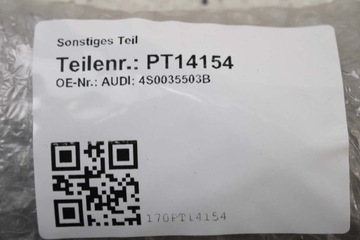 Sonstiges Teil
Teilenr.: PT14154
OE-Nr.: AUDI: 4S0035503B
170PT14154